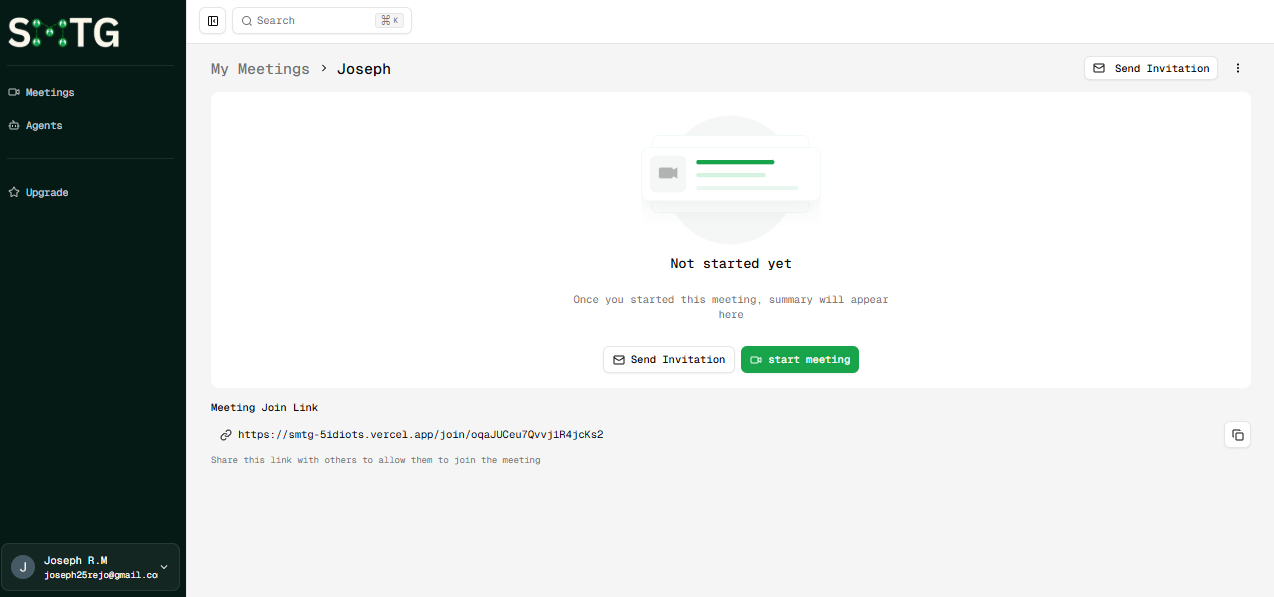 SMTG
Search ⌘ K
My Meetings > Joseph
Send Invitation
Meetings
Agents
Upgrade
Not started yet
Once you started this meeting, summary will appear
here
Send Invitation
start meeting
Meeting Join Link
https://smtg-5idiots.vercel.app/join/oqaJUCeu7Qvvj1R4jcKs2
Share this link with others to allow them to join the meeting
J
Joseph R.M
joseph25rejo@gmail.co